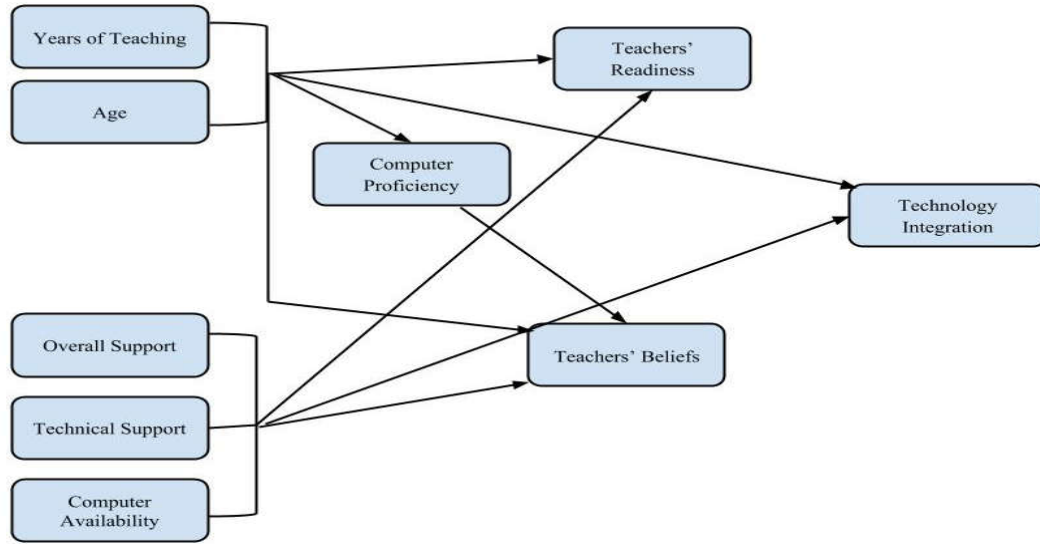 Years of Teaching
Age
Teachers’
Readiness
Computer
Proficiency
Technology
Integration
Overall Support
Teachers’ Beliefs
Technical Support
Computer
Availability